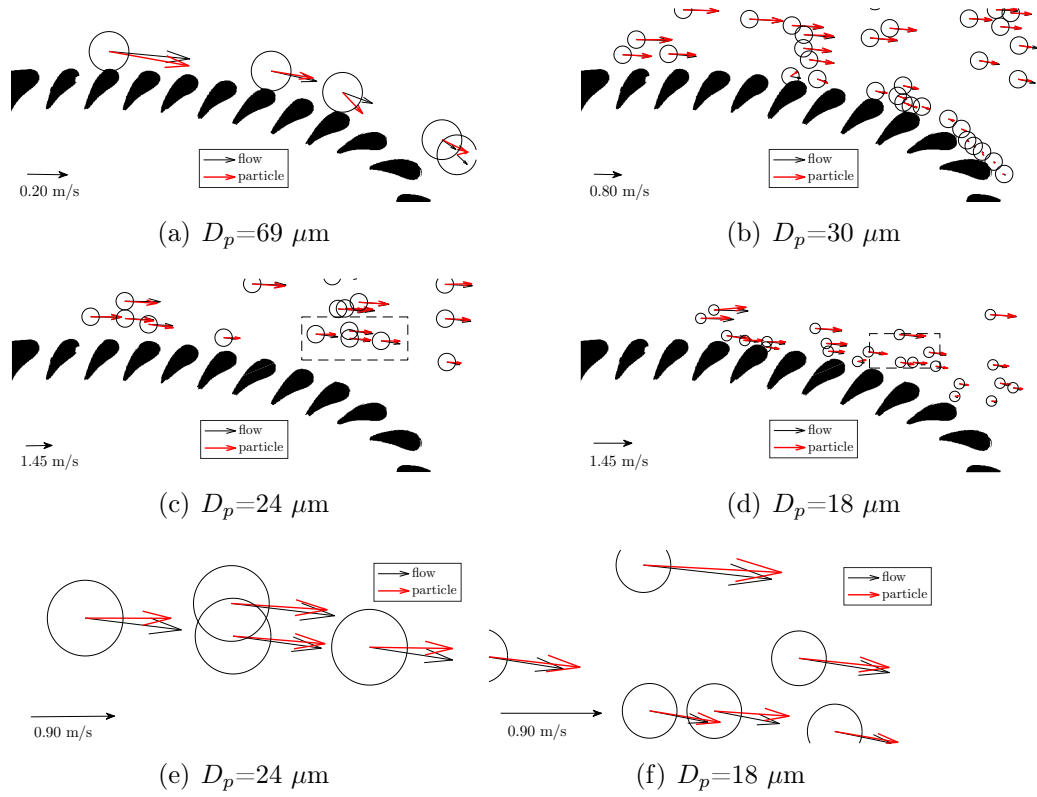 flow
particle
0.20 m/s
(a) D_p=69 μm
flow
particle
0.80 m/s
(b) D_p=30 μm
flow
particle
1.45 m/s
(c) D_p=24 μm
flow
particle
1.45 m/s
(d) D_p=18 μm
flow
particle
0.90 m/s
(e) D_p=24 μm
flow
particle
0.90 m/s
(f) D_p=18 μm